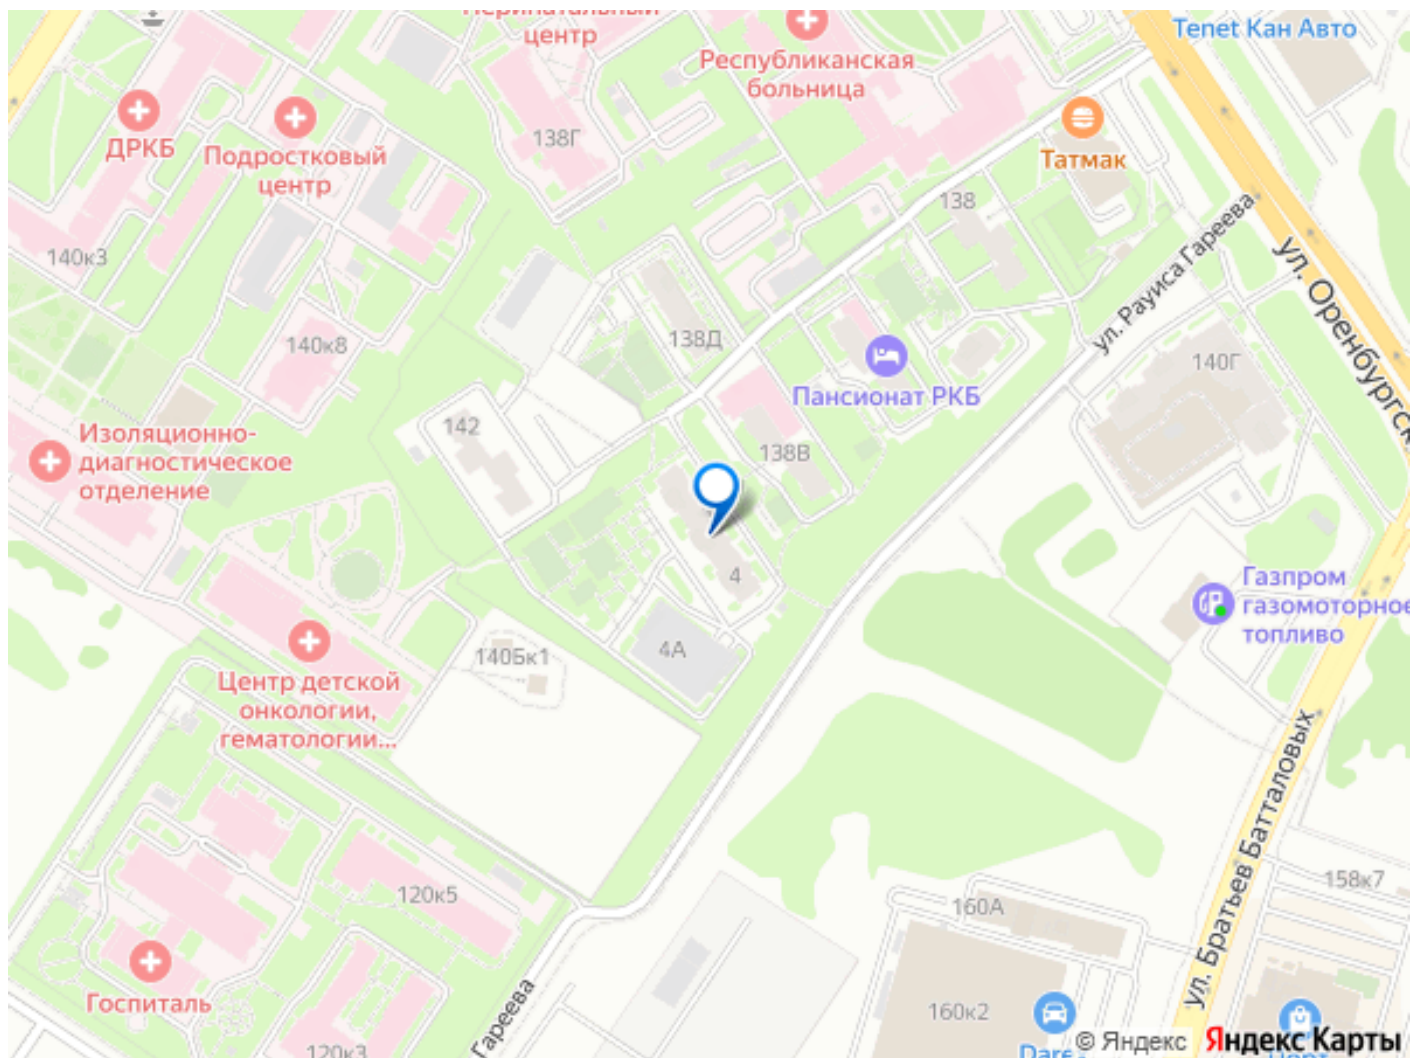 Перинатальный
центр
Республиканская
больница
Tenet Кан Авто
ДРКБ
Подростковый
центр
138Г
Татмак
138
140к3
ул. Рауиса Гареева
ул. Оренбургск
140к8
138Д
Пансионат РКБ
140Г
142
Изоляционно-
диагностическое
отделение
138В
4
Газпром
газомоторное
топливо
4А
140Бк1
Центр детской
онкологии,
гематологии...
ул. Братьев Батталовых
120к5
158к7
160А
Госпиталь
160к2
Гареева
120к3
© Яндекс Яндекс Карты